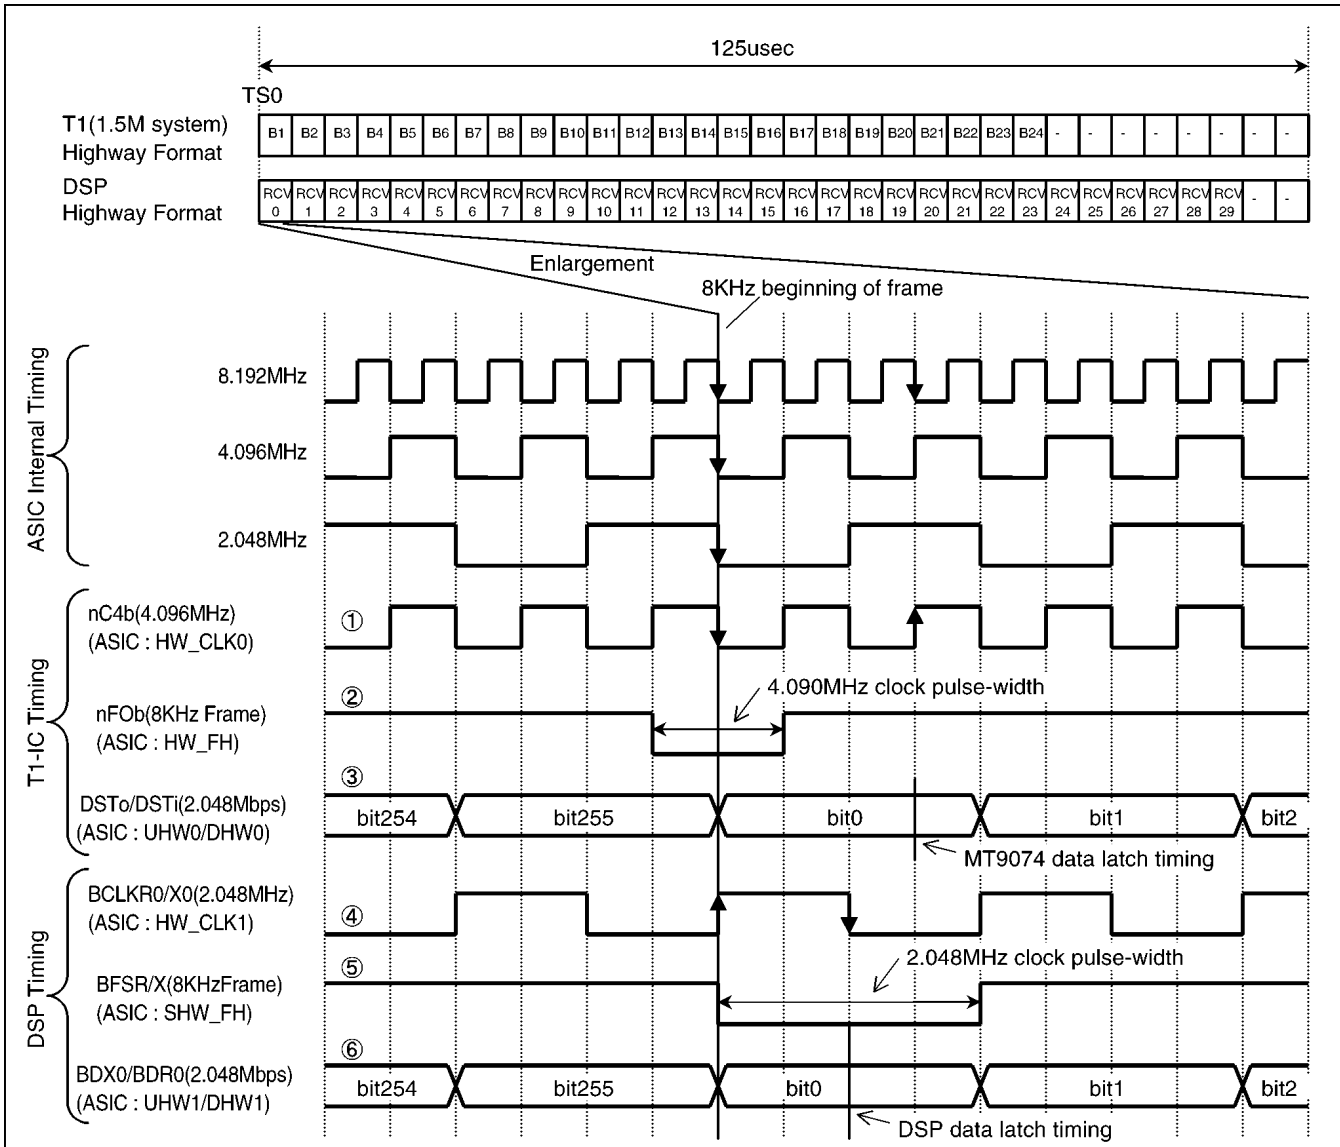 125usec
TS0
T1(1.5M system)
Highway Format
B1 B2 B3 B4 B5 B6 B7 B8 B9 B10 B11 B12 B13 B14 B15 B16 B17 B18 B19 B20 B21 B22 B23 B24 - - - - - - - -
DSP
Highway Format
RCV RCV RCV RCV RCV RCV RCV RCV RCV RCV RCV RCV RCV RCV RCV RCV RCV RCV RCV RCV RCV RCV RCV RCV RCV RCV RCV RCV RCV RCV - -
0 1 2 3 4 5 6 7 8 9 10 11 12 13 14 15 16 17 18 19 20 21 22 23 24 25 26 27 28 29
Enlargement
8KHz beginning of frame
ASIC Internal Timing
8.192MHz
4.096MHz
2.048MHz
T1-IC Timing
nC4b(4.096MHz)
(ASIC : HW_CLK0)
①
②
4.090MHz clock pulse-width
nFOb(8KHz Frame)
(ASIC : HW_FH)
③
DSTo/DSTi(2.048Mbps)
(ASIC : UHW0/DHW0)
bit254 bit255 bit0 bit1 bit2
MT9074 data latch timing
DSP Timing
BCLKR0/X0(2.048MHz)
(ASIC : HW_CLK1)
④
⑤
2.048MHz clock pulse-width
BFSR/X(8KHzFrame)
(ASIC : SHW_FH)
⑥
BDX0/BDR0(2.048Mbps)
(ASIC : UHW1/DHW1)
bit254 bit255 bit0 bit1 bit2
DSP data latch timing